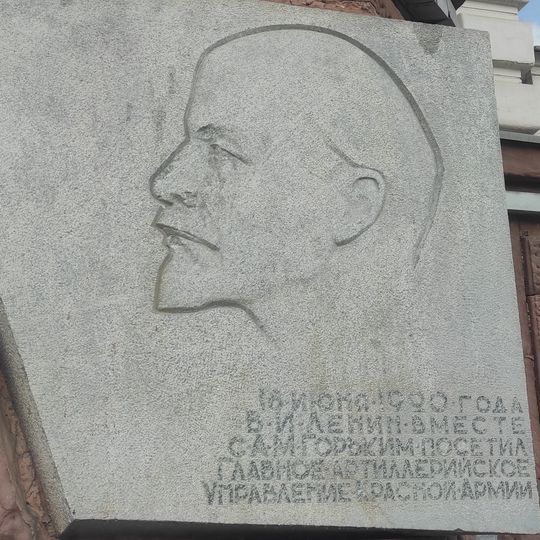 18·ИЮНЯ·1920·ГОДА
В·И·ЛЕНИН·ВМЕСТЕ
С·А·М·ГОРЬКИМ·ПОСЕТИЛ
ГЛАВНОЕ·АРТИЛЛЕРИЙСКОЕ
УПРАВЛЕНИЕ·КРАСНОЙ·АРМИИ